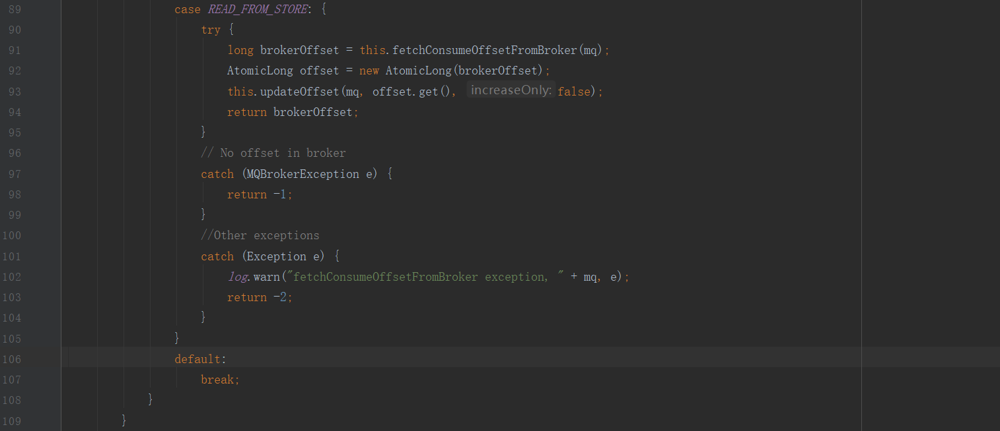 89 case READ_FROM_STORE: {
90 try {
91 long brokerOffset = this.fetchConsumeOffsetFromBroker(mq);
92 AtomicLong offset = new AtomicLong(brokerOffset);
93 this.updateOffset(mq, offset.get(), increaseOnly: false);
94 return brokerOffset;
95 }
96 // No offset in broker
97 catch (MQBrokerException e) {
98 return -1;
99 }
100 //Other exceptions
101 catch (Exception e) {
102 log.warn("fetchConsumeOffsetFromBroker exception, " + mq, e);
103 return -2;
104 }
105 }
106 default:
107 break;
108 }
109 }